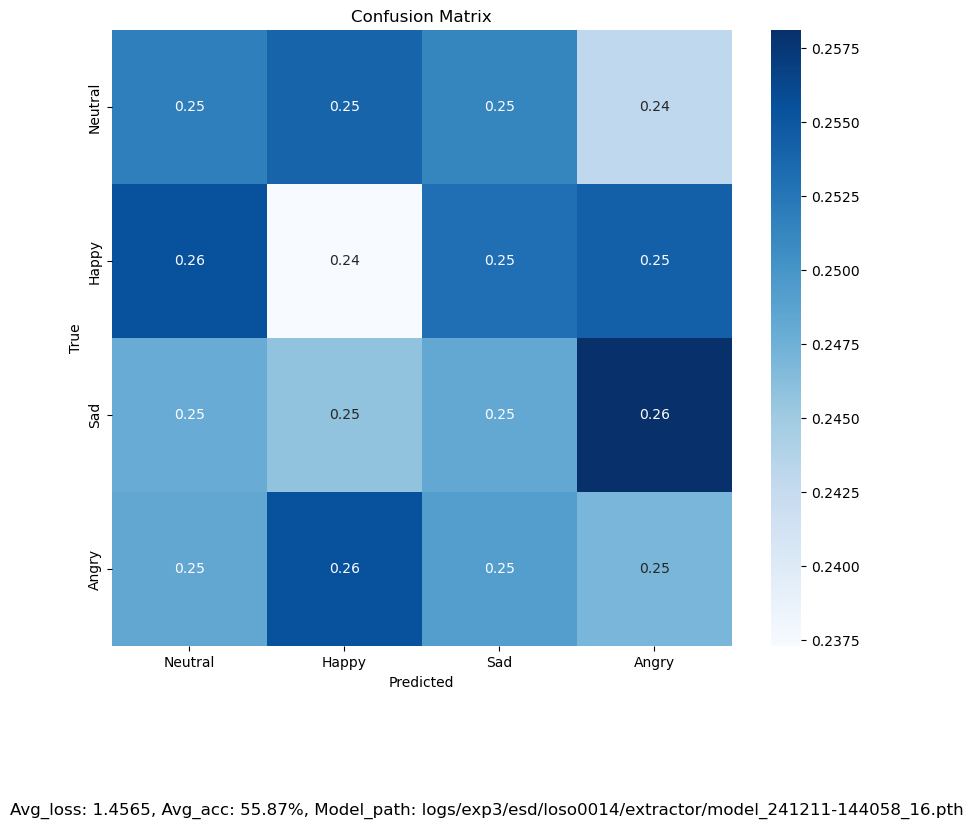 Confusion Matrix
Neutral 0.25 0.25 0.25 0.24
Happy 0.26 0.24 0.25 0.25
Sad 0.25 0.25 0.25 0.26
Angry 0.25 0.26 0.25 0.25
True
Neutral Happy Sad Angry
Predicted
0.2575
0.2550
0.2525
0.2500
0.2475
0.2450
0.2425
0.2400
0.2375
Avg_loss: 1.4565, Avg_acc: 55.87%, Model_path: logs/exp3/esd/loso0014/extractor/model_241211-144058_16.pth